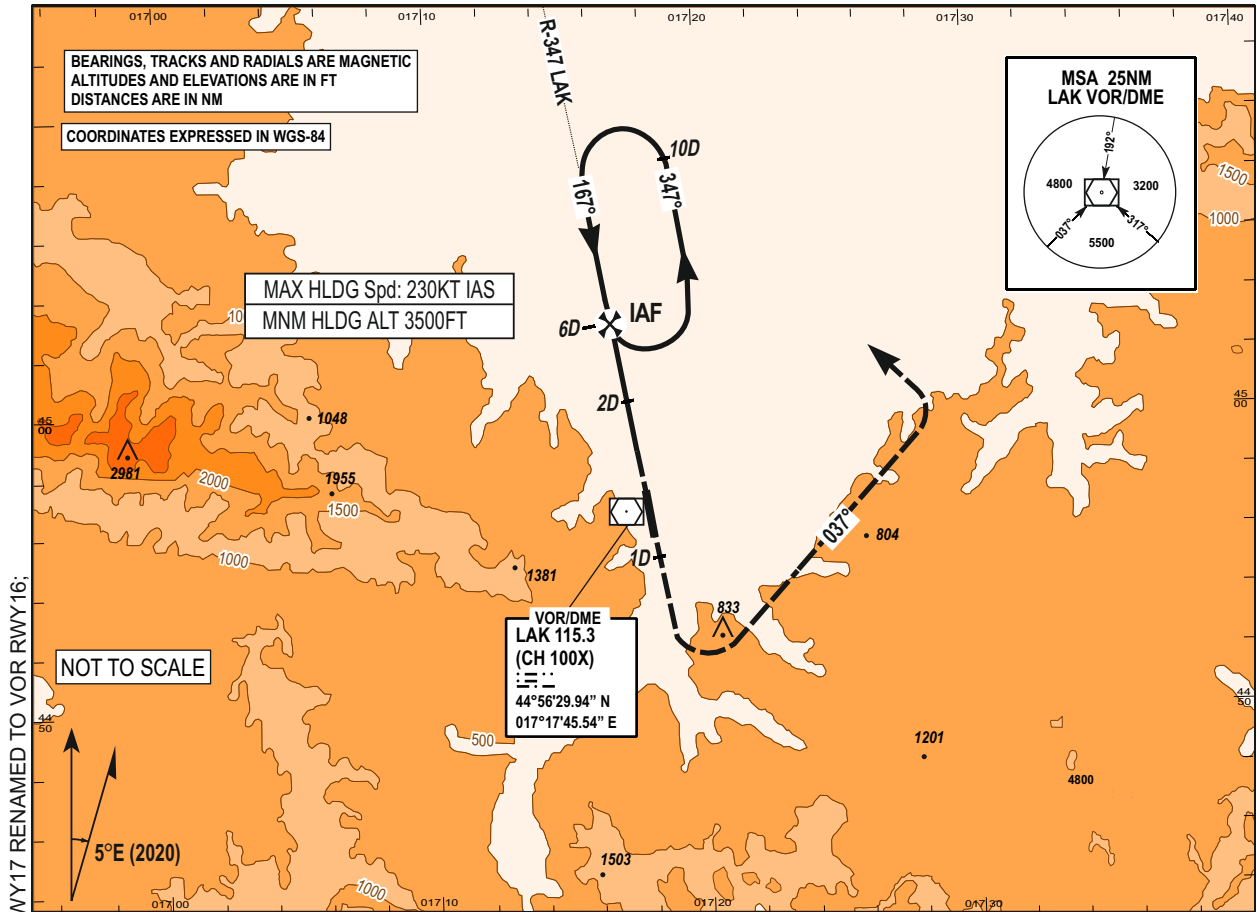 017 00
017 10
017 20
017 30
017 40
BEARINGS, TRACKS AND RADIALS ARE MAGNETIC
ALTITUDES AND ELEVATIONS ARE IN FT
DISTANCES ARE IN NM
COORDINATES EXPRESSED IN WGS-84
R-347 LAK
MSA 25NM
LAK VOR/DME
192°
4800
3200
037°
317°
5500
1500
1000
10D
167°
347°
MAX HLDG Spd: 230KT IAS
MNM HLDG ALT 3500FT
10
6D
IAF
2D
45
00
45
00
1048
2981
2000
1955
1500
1000
1381
1D
037°
804
833
VOR/DME
LAK 115.3
(CH 100X)
44°56'29.94” N
017°17'45.54” E
NOT TO SCALE
44
50
44
50
500
1201
4800
5°E (2020)
1503
1000
017 00
017 10
017 20
017 30
WY17 RENAMED TO VOR RWY16;